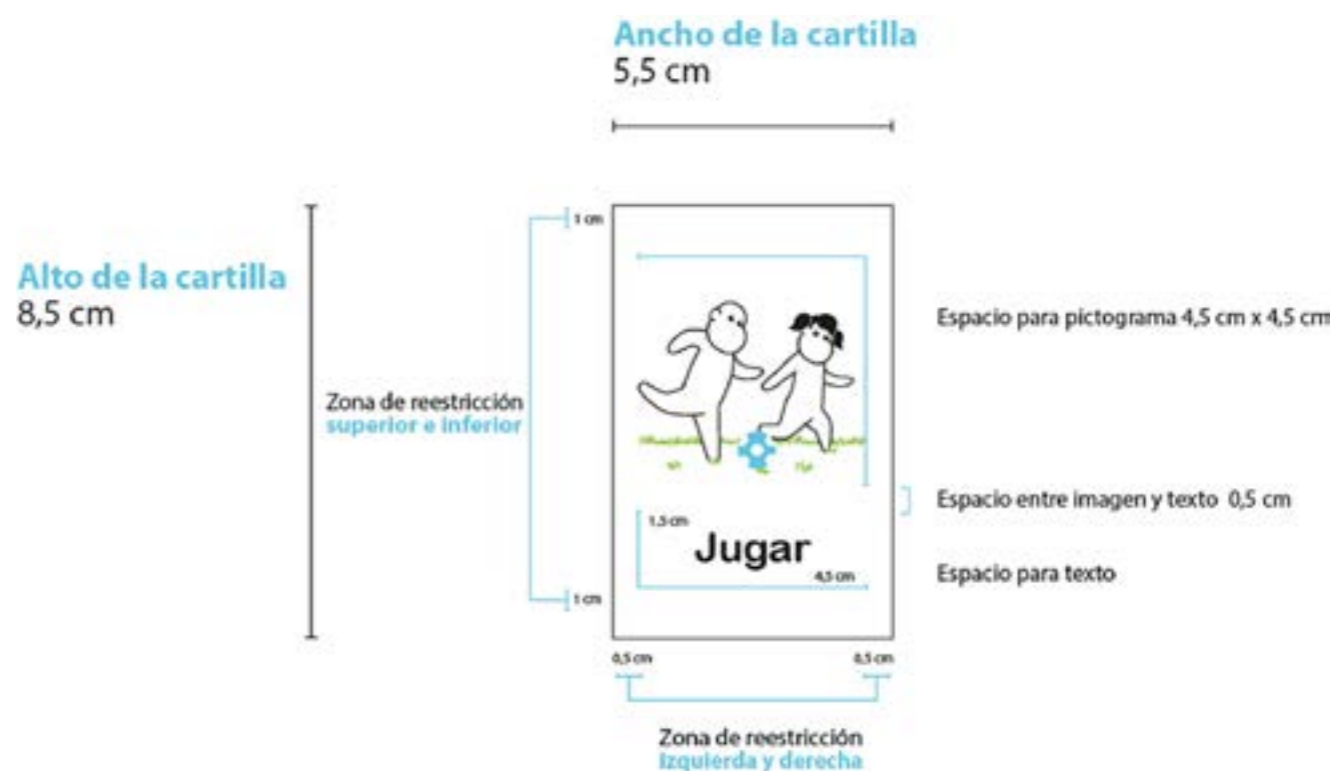 Ancho de la cartilla
5,5 cm
1 cm
Alto de la cartilla
8,5 cm
Espacio para pictograma 4,5 cm x 4,5 cm
Zona de reestricción
superior e inferior
Espacio entre imagen y texto 0,5 cm
1,5 cm
Jugar
4,5 cm
Espacio para texto
1 cm
0,5 cm
0,5 cm
Zona de reestricción
izquierda y derecha